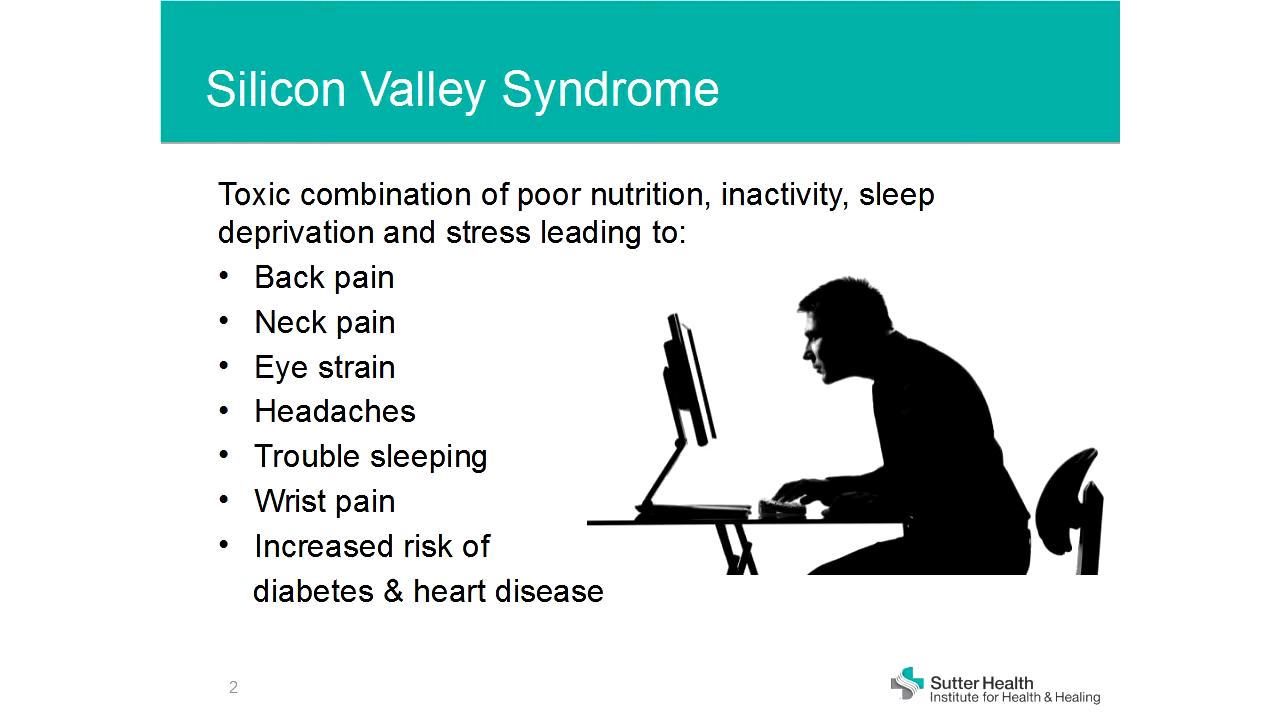 Silicon Valley Syndrome
Toxic combination of poor nutrition, inactivity, sleep
deprivation and stress leading to:
• Back pain
• Neck pain
• Eye strain
• Headaches
• Trouble sleeping
• Wrist pain
• Increased risk of
diabetes & heart disease
2
Sutter Health
Institute for Health & Healing